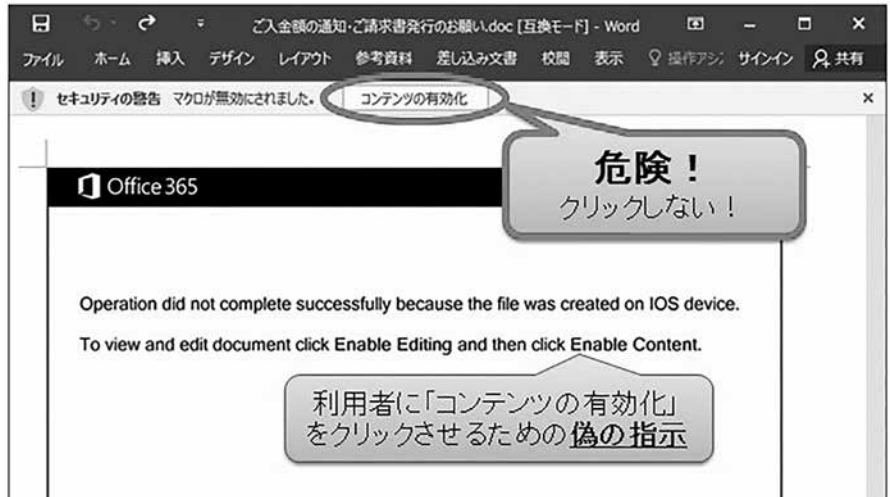 ご入金額の通知・ご請求書発行のお願い.doc [互換モード] - Word
ファイル ホーム 挿入 デザイン レイアウト 参考資料 差し込み文書 校閲 表示 操作アシ サインイン 共有
セキュリティの警告 マクロが無効にされました。 コンテンツの有効化
危険！
クリックしない！
Office 365
Operation did not complete successfully because the file was created on IOS device.
To view and edit document click Enable Editing and then click Enable Content.
利用者に「コンテンツの有効化」
をクリックさせるための偽の指示